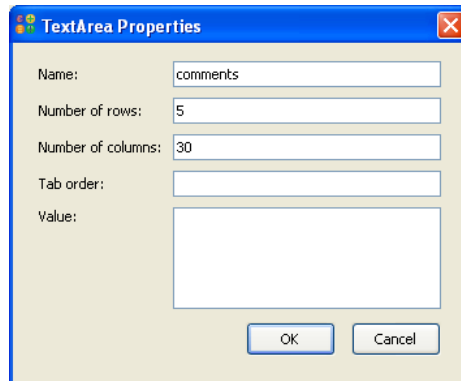 TextArea Properties
Name: comments
Number of rows: 5
Number of columns: 30
Tab order:
Value:
OK Cancel